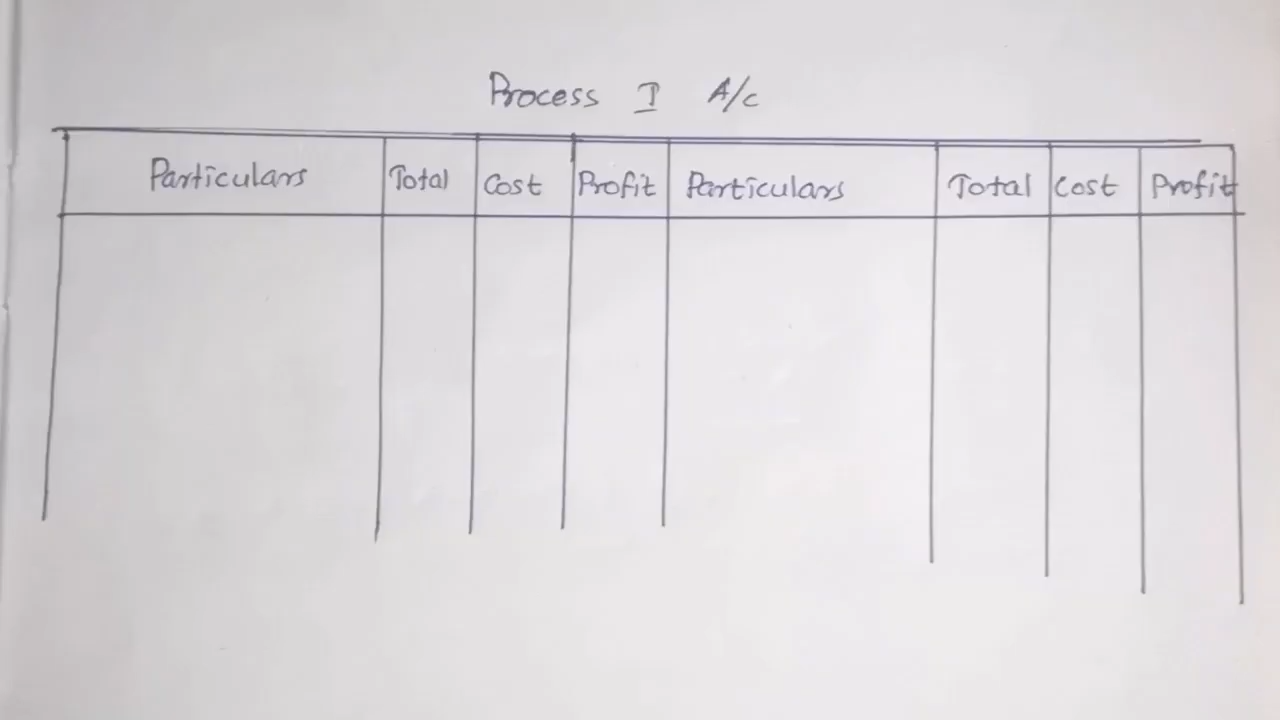 Process I A/c
Particulars Total Cost Profit Particulars Total Cost Profit